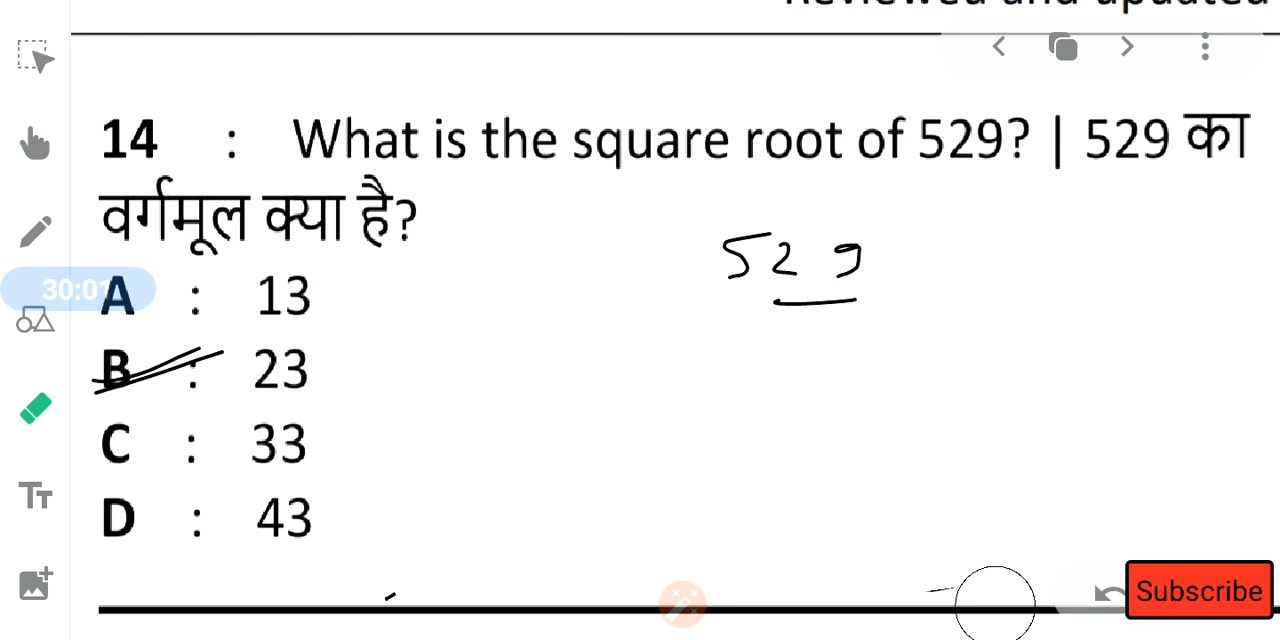 14 : What is the square root of 529? | 529 का
वर्गमूल क्या है?
529
30:01
A : 13
B : 23
C : 33
D : 43
TT
Subscribe